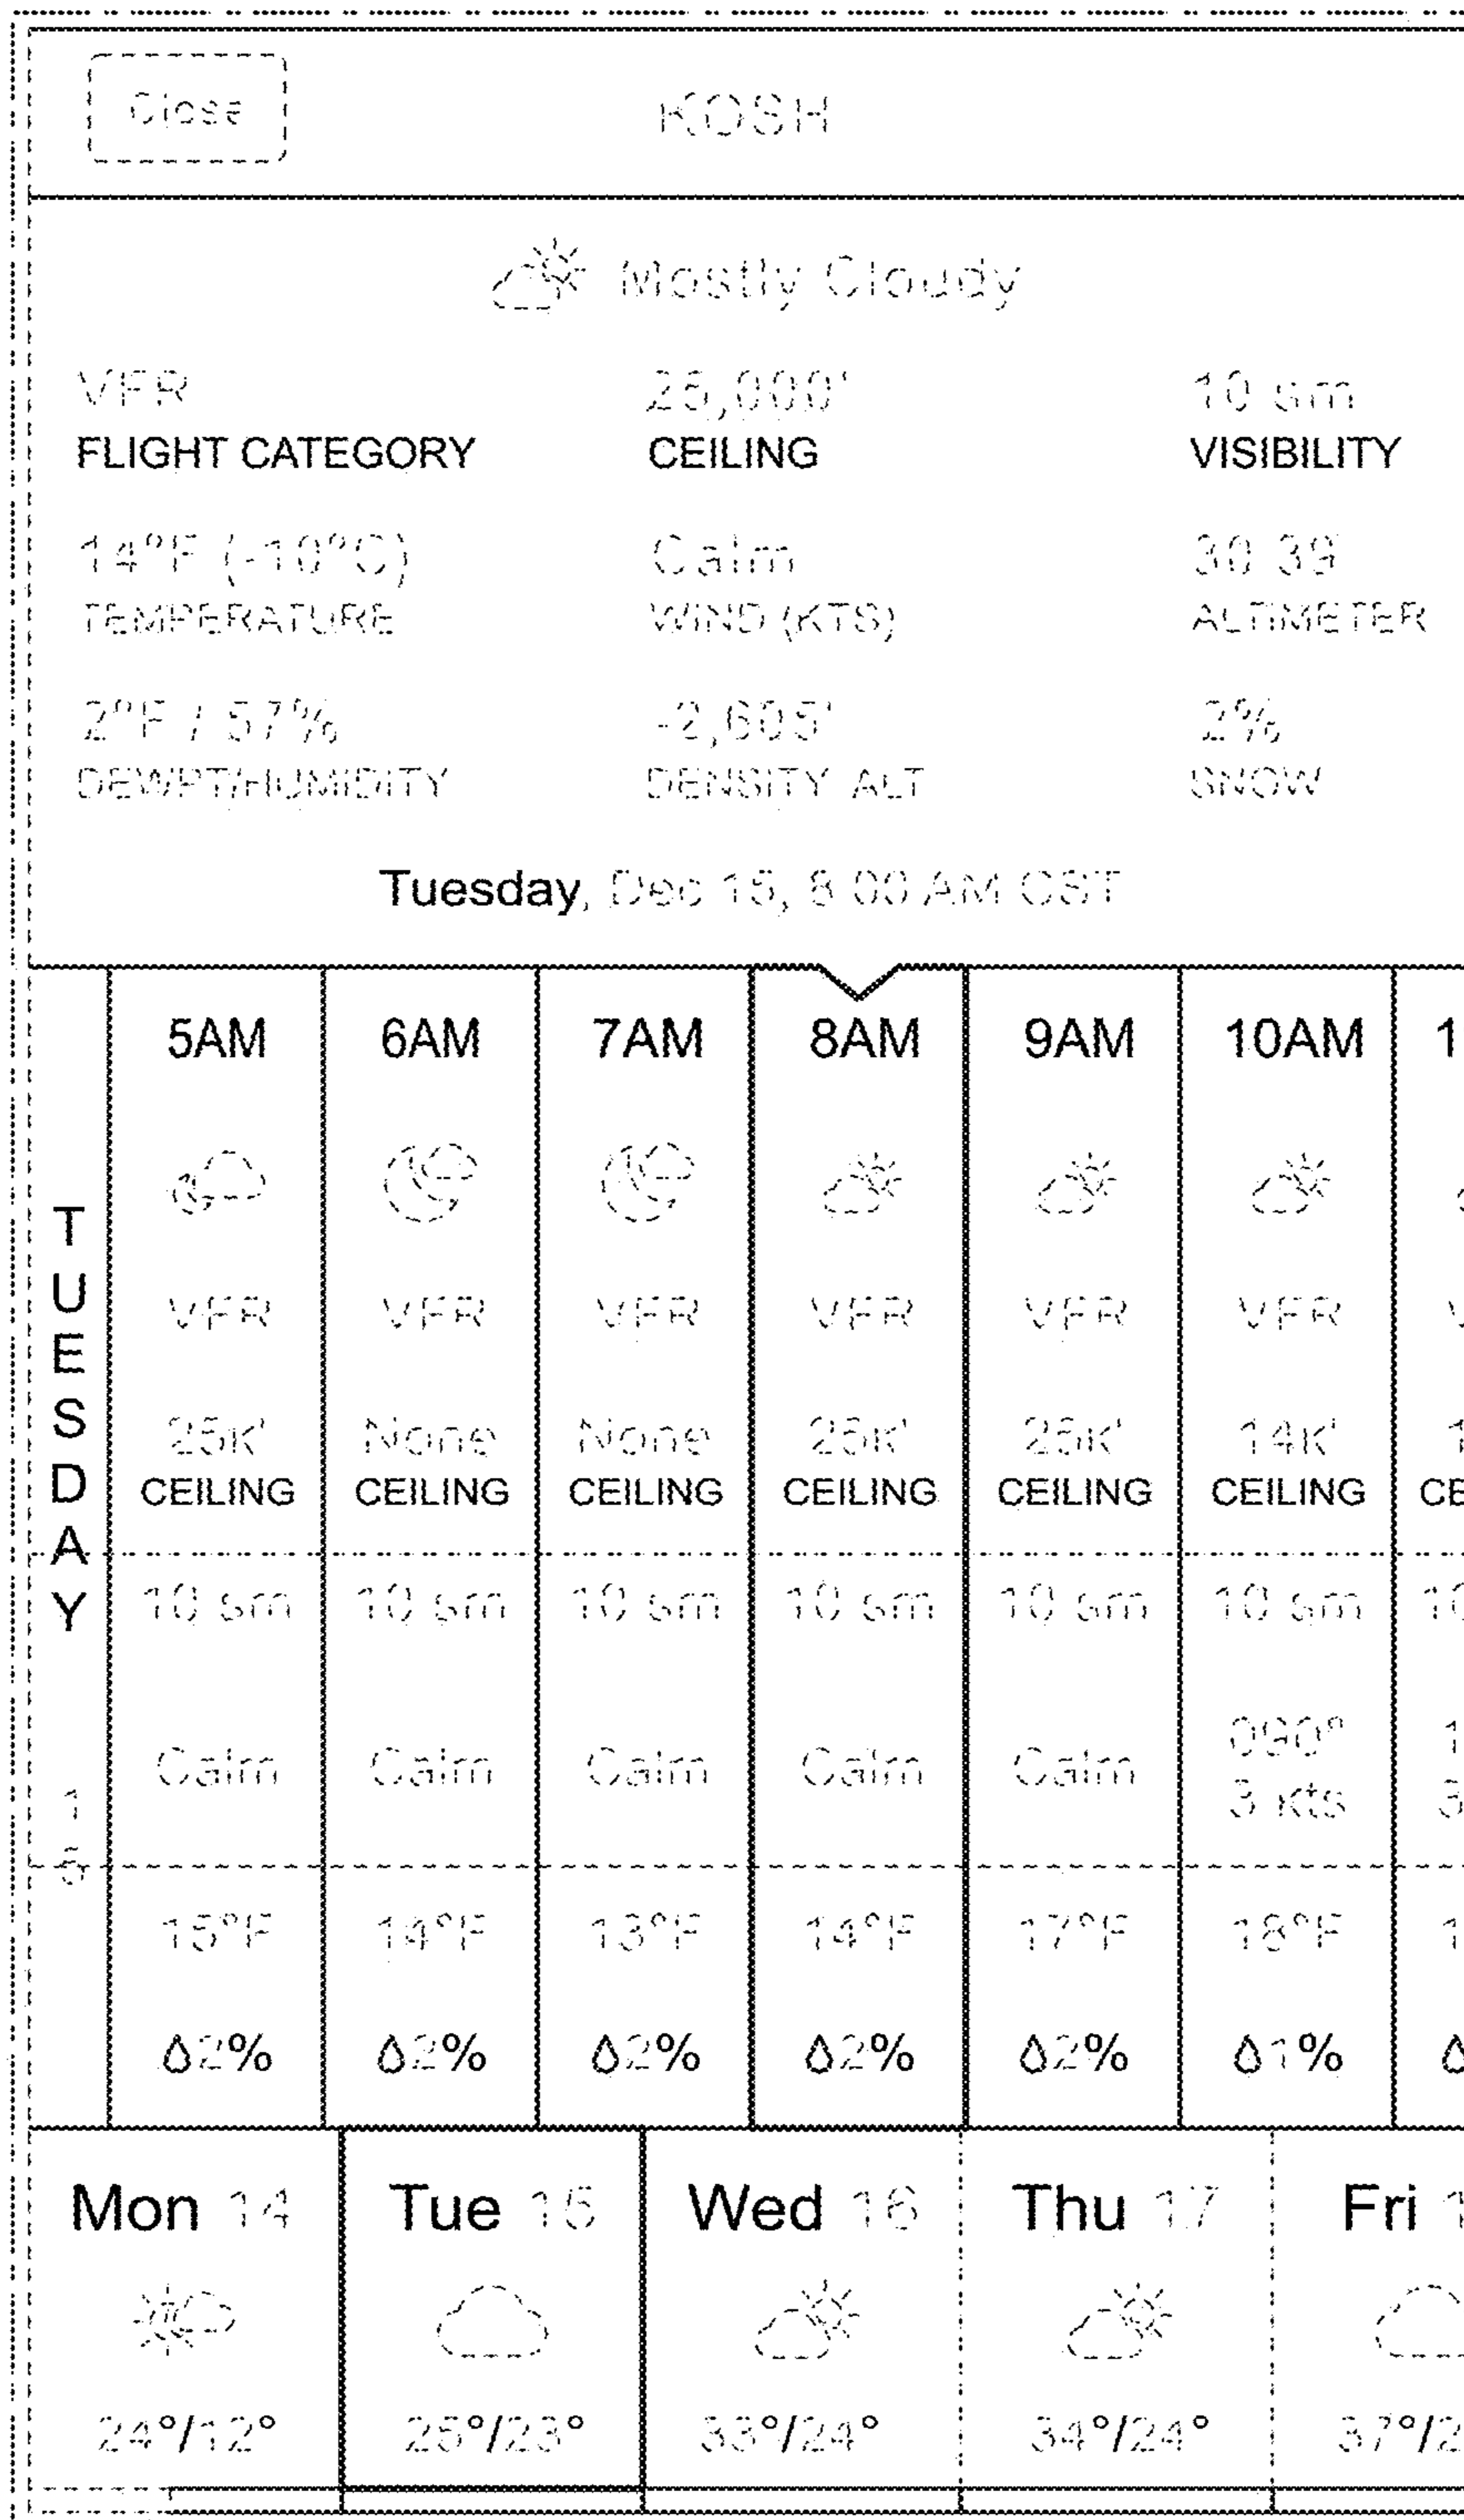 Close KOSH
Mostly Cloudy
VFR 25,000' 10 sm
FLIGHT CATEGORY CEILING VISIBILITY
14°F (-10°C) Calm 30.39
TEMPERATURE WIND (KTS) ALTIMETER
2°F / 57% -2,605' 2%
DEWPT/HUMIDITY DENSITY ALT SNOW
Tuesday, Dec 15, 8:00 AM CST
TUESDAY 15
5AM 6AM 7AM 8AM 9AM 10AM
VFR VFR VFR VFR VFR VFR
25K' None None 25K' 25K' 14K'
CEILING CEILING CEILING CEILING CEILING CEILING
10 sm 10 sm 10 sm 10 sm 10 sm 10 sm
Calm Calm Calm Calm Calm 090°
3 kts
15°F 14°F 13°F 14°F 17°F 18°F
2% 2% 2% 2% 2% 1%
Mon 14 Tue 15 Wed 16 Thu 17 Fri
24°/12° 25°/23° 33°/24° 34°/24° 37°/2